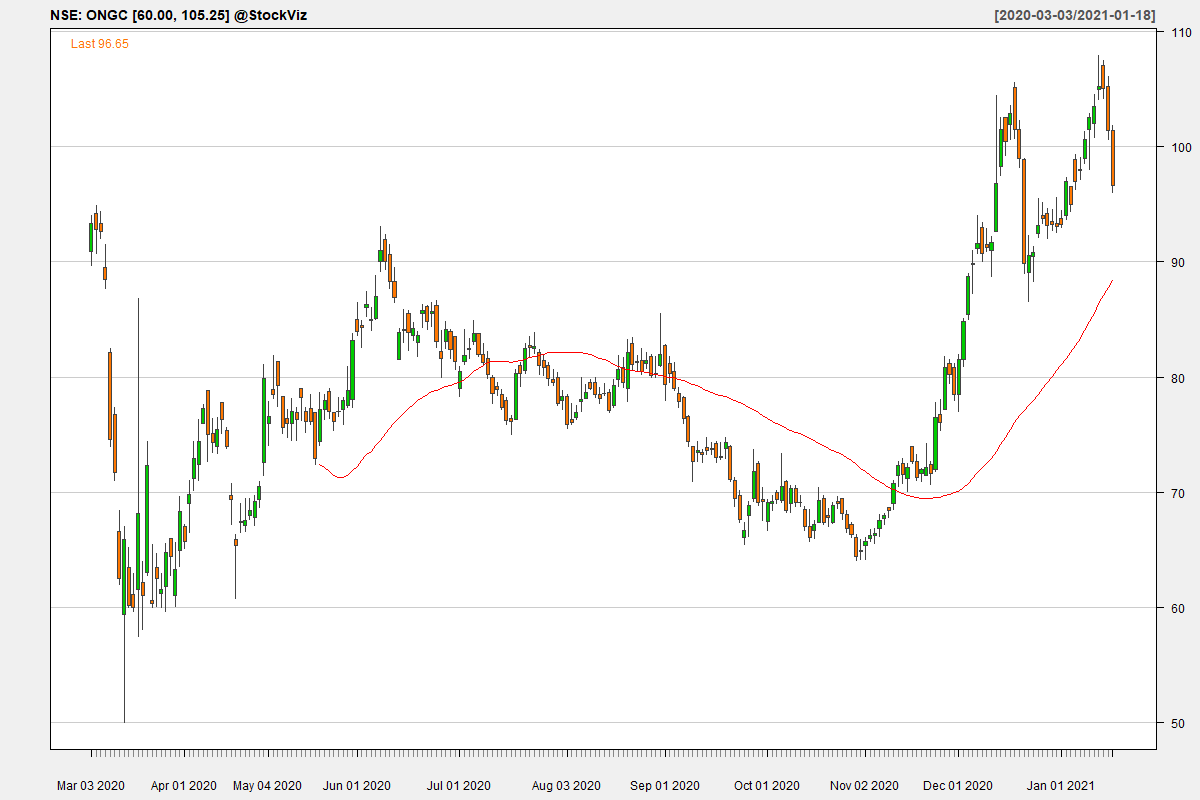 NSE: ONGC [60.00, 105.25] @StockViz [2020-03-03/2021-01-18]
Last 96.65
110
100
90
80
70
60
50
Mar 03 2020 Apr 01 2020 May 04 2020 Jun 01 2020 Jul 01 2020 Aug 03 2020 Sep 01 2020 Oct 01 2020 Nov 02 2020 Dec 01 2020 Jan 01 2021